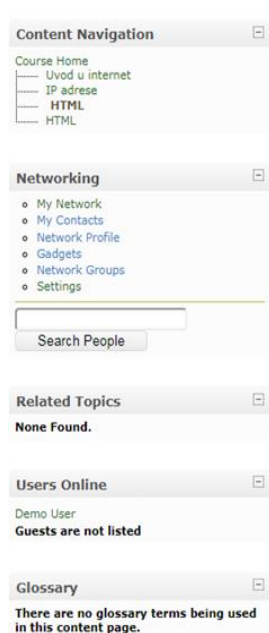 Content Navigation
Course Home
Uvod u internet
IP adrese
HTML
HTML
Networking
My Network
My Contacts
Network Profile
Gadgets
Network Groups
Settings
Search People
Related Topics
None Found.
Users Online
Demo User
Guests are not listed
Glossary
There are no glossary terms being used
in this content page.